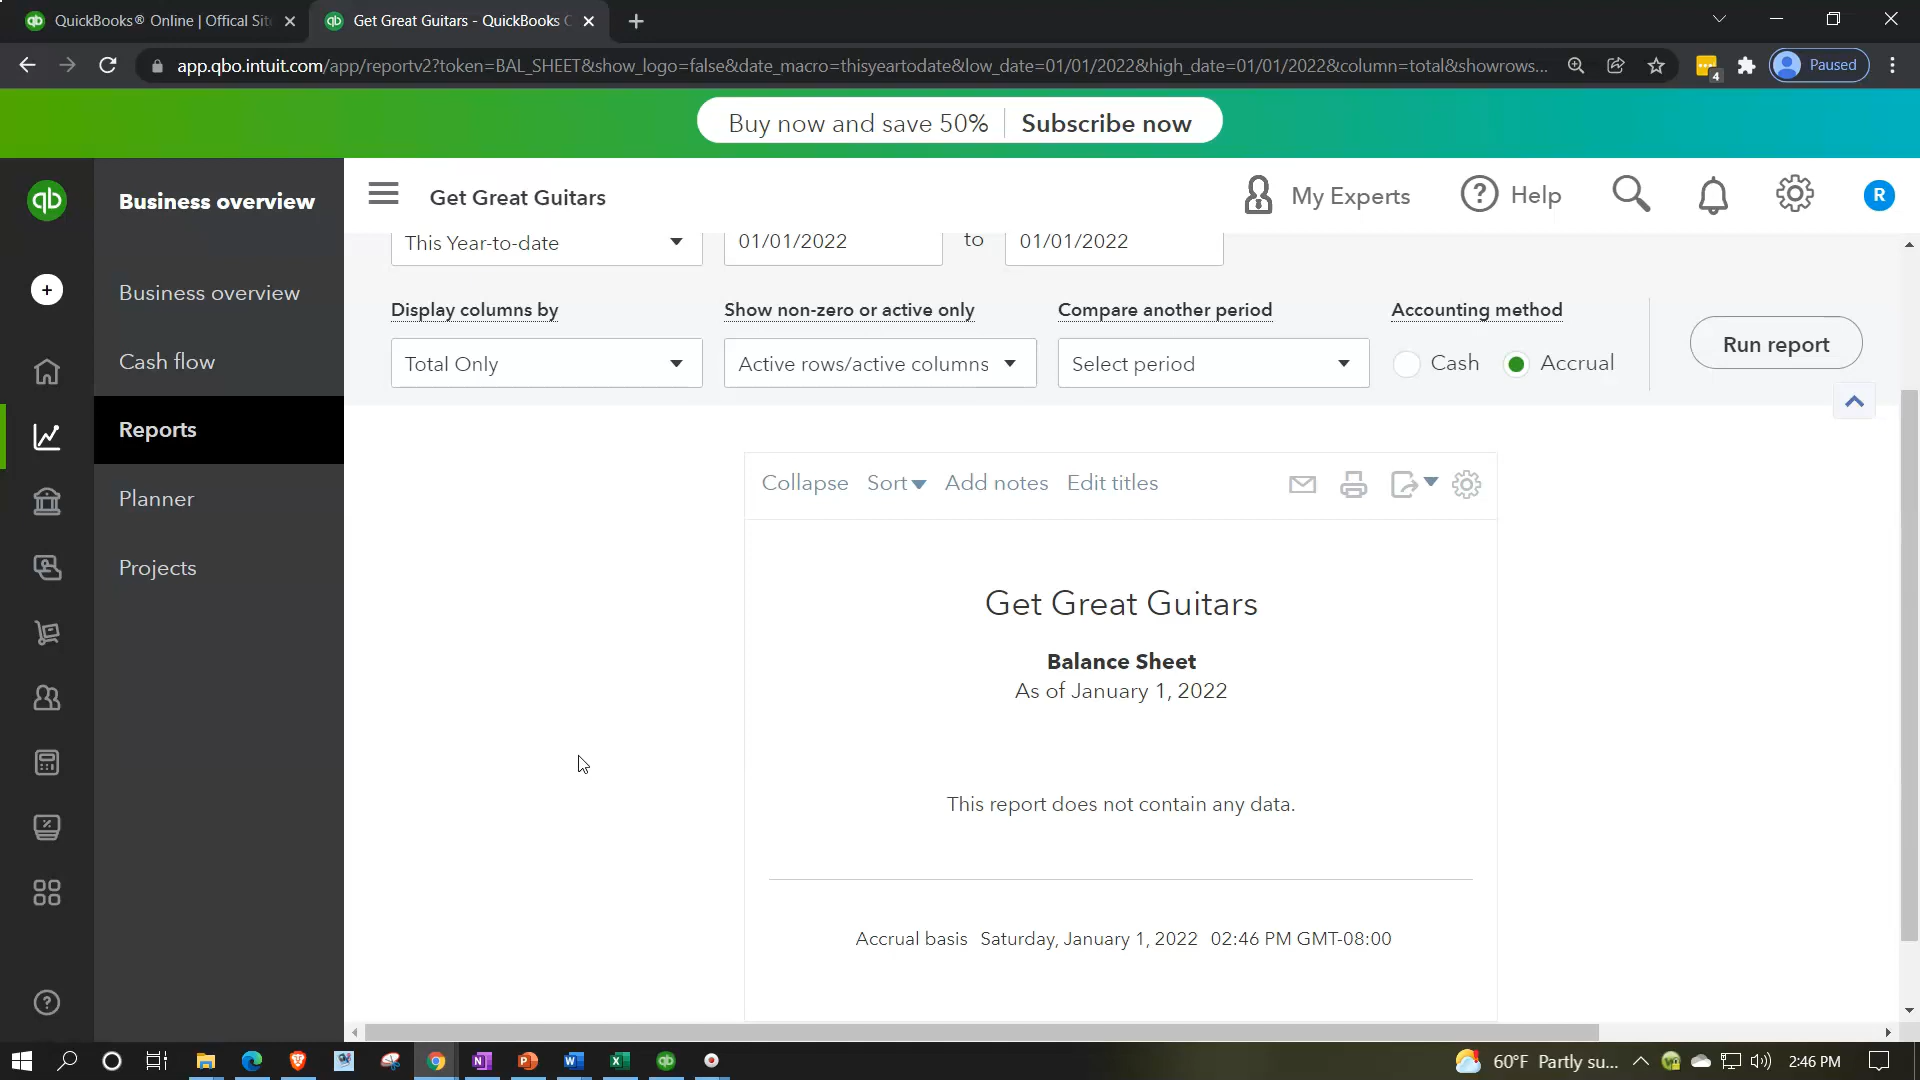 QuickBooks® Online | Offical Sit
Get Great Guitars - QuickBooks
app.qbo.intuit.com/app/reportv2?token=BAL_SHEET&show_logo=false&date_macro=thisyeartodate&low_date=01/01/2022&high_date=01/01/2022&column=total&showrows...
4
Paused
Buy now and save 50%
Subscribe now
qb
Business overview
Get Great Guitars
My Experts
Help
R
This Year-to-date
01/01/2022
to
01/01/2022
Business overview
Cash flow
Reports
Planner
Projects
Display columns by
Show non-zero or active only
Compare another period
Accounting method
Total Only
Active rows/active columns
Select period
Cash
Accrual
Run report
Collapse
Sort
Add notes
Edit titles
Get Great Guitars
Balance Sheet
As of January 1, 2022
This report does not contain any data.
Accrual basis Saturday, January 1, 2022 02:46 PM GMT-08:00
60°F Partly su...
2:46 PM